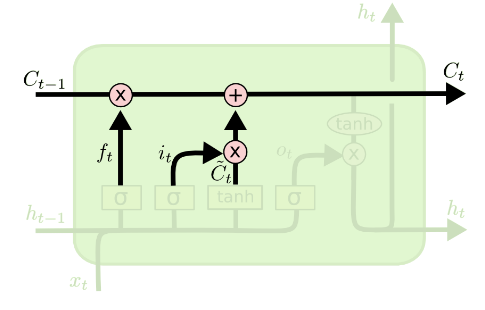 h_t
C_{t-1} x + C_t
tanh
f_t i_t x C̃_t o_t x
σ σ tanh σ
h_{t-1} h_t
x_t